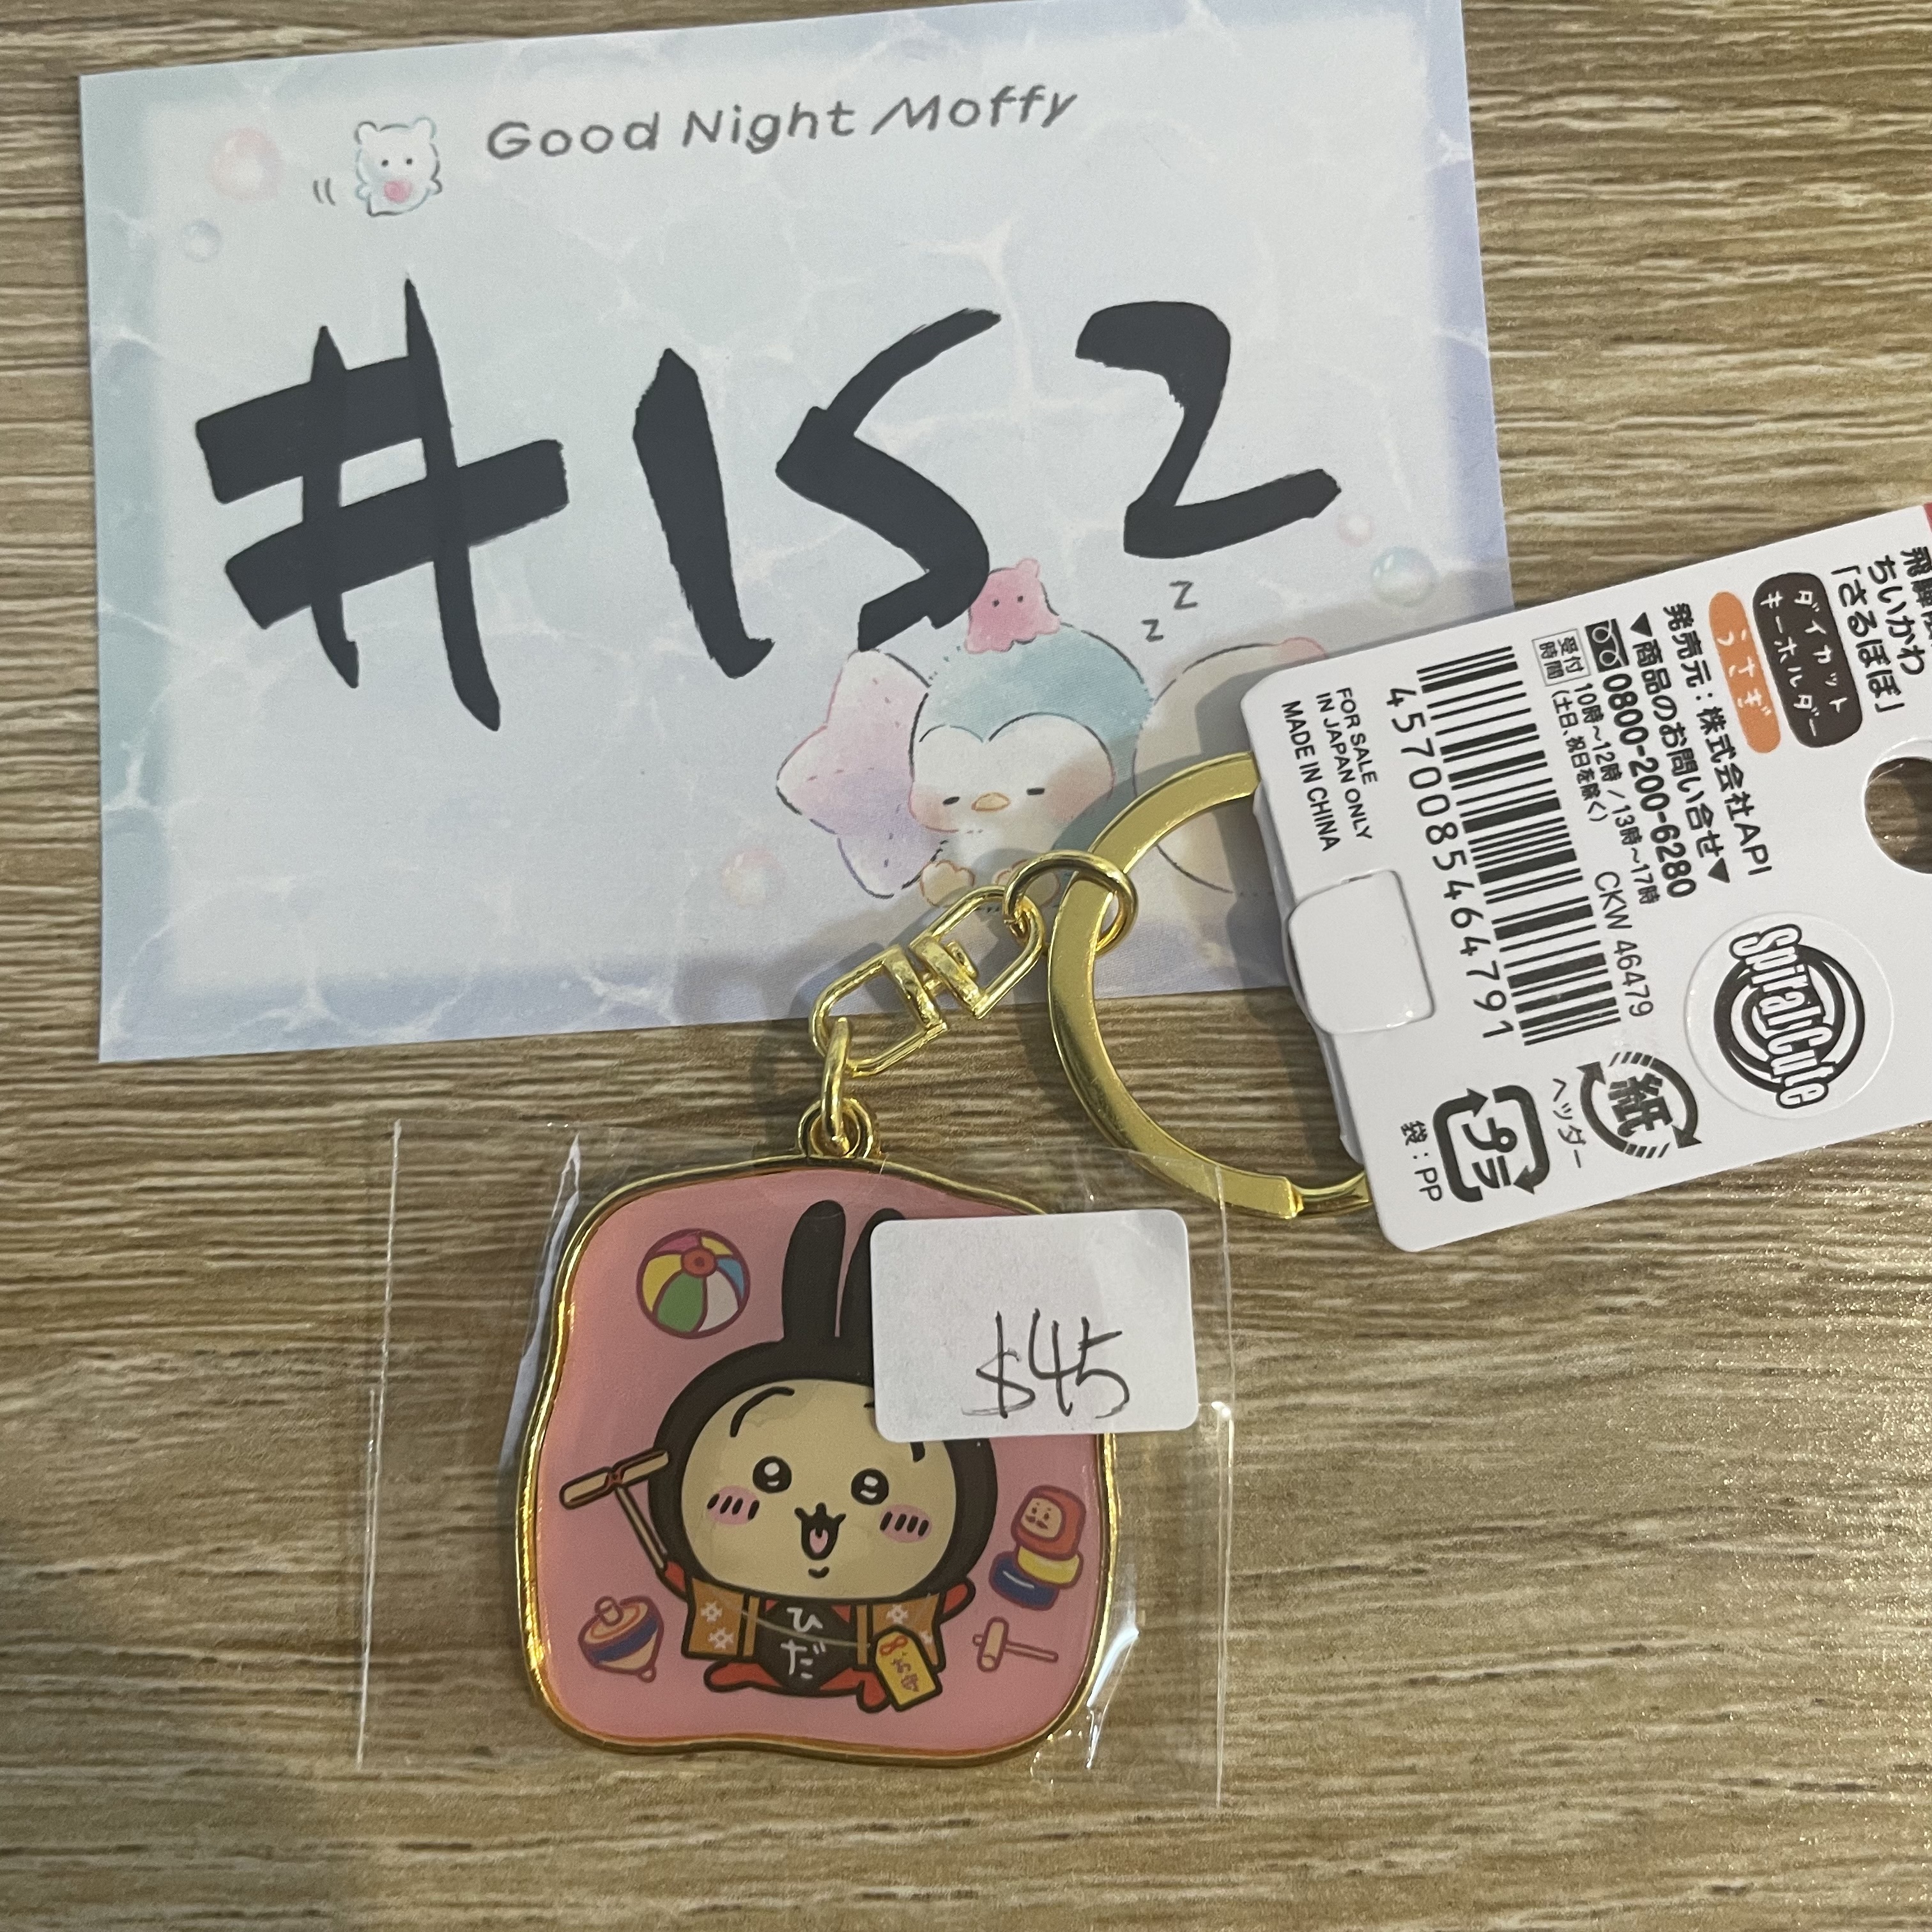 Good Night Moffy
#152
z
z
ちいかわ
「さるぼぼ」
ダイカット
キーホルダー
うさぎ
発売元：株式会社API
▼商品のお問い合せ▼
0800-200-6280
受付
時間
10時〜12時 / 13時〜17時
(土日、祝日を除く)
CKW 46479
4570085464791
FOR SALE
IN JAPAN ONLY
MADE IN CHINA
SpiralCute
紙
ヘッダー
プラ
袋：PP
$45
ひだ
お守